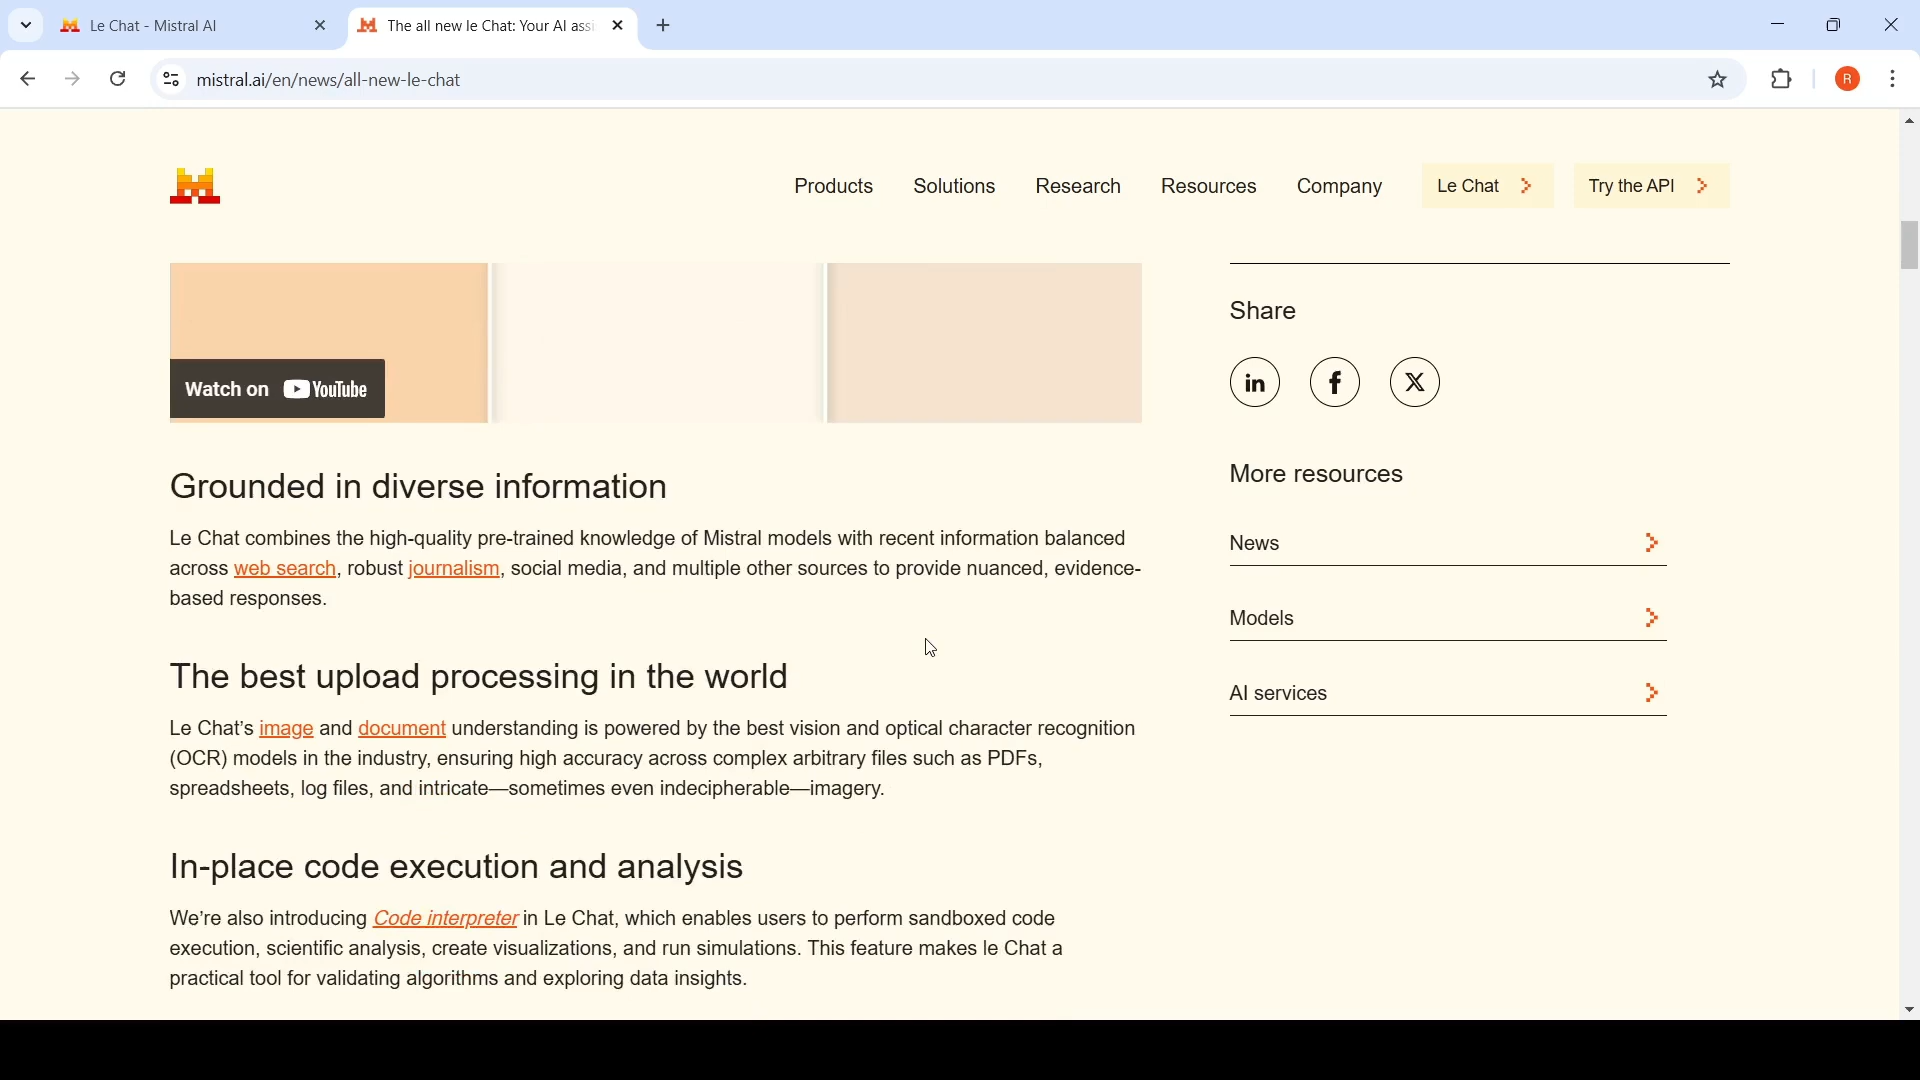 Le Chat - Mistral AI
The all new le Chat: Your AI assi
mistral.ai/en/news/all-new-le-chat
R
Products
Solutions
Research
Resources
Company
Le Chat
Try the API
Watch on YouTube
Share
in
f
X
More resources
News
Models
AI services
Grounded in diverse information
Le Chat combines the high-quality pre-trained knowledge of Mistral models with recent information balanced
across web search, robust journalism, social media, and multiple other sources to provide nuanced, evidence-
based responses.
The best upload processing in the world
Le Chat’s image and document understanding is powered by the best vision and optical character recognition
(OCR) models in the industry, ensuring high accuracy across complex arbitrary files such as PDFs,
spreadsheets, log files, and intricate—sometimes even indecipherable—imagery.
In-place code execution and analysis
We’re also introducing Code interpreter in Le Chat, which enables users to perform sandboxed code
execution, scientific analysis, create visualizations, and run simulations. This feature makes le Chat a
practical tool for validating algorithms and exploring data insights.